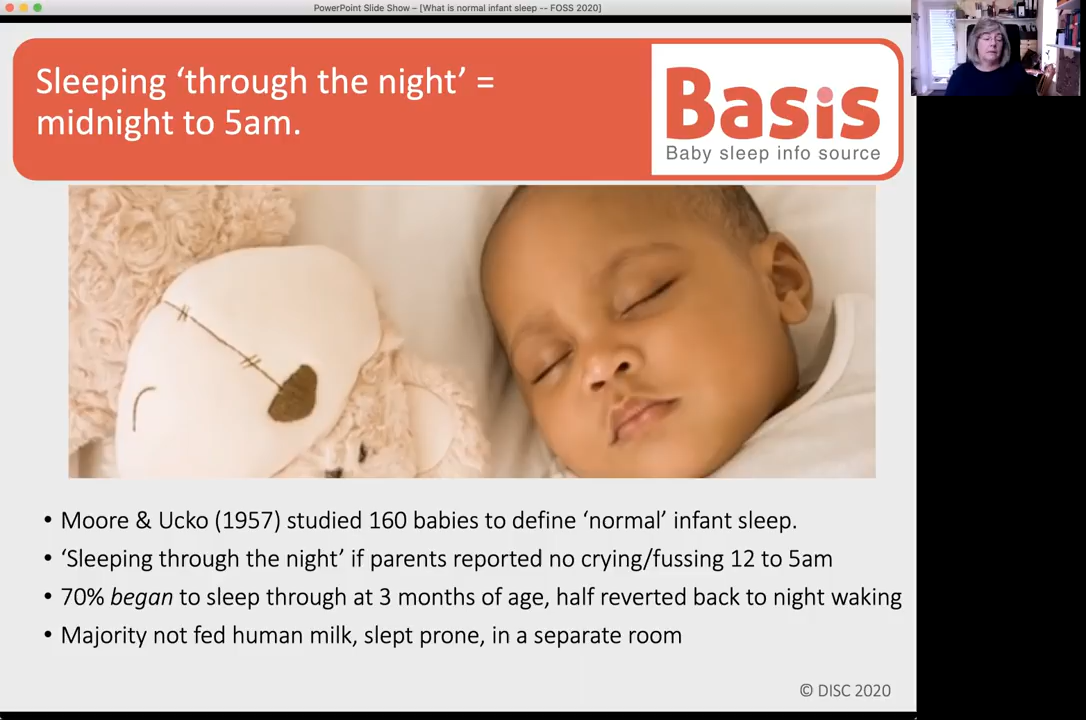 PowerPoint Slide Show – [What is normal infant sleep -- FOSS 2020]
Sleeping ‘through the night’ =
midnight to 5am.
Basis
Baby sleep info source
• Moore & Ucko (1957) studied 160 babies to define ‘normal’ infant sleep.
• ‘Sleeping through the night’ if parents reported no crying/fussing 12 to 5am
• 70% began to sleep through at 3 months of age, half reverted back to night waking
• Majority not fed human milk, slept prone, in a separate room
© DISC 2020